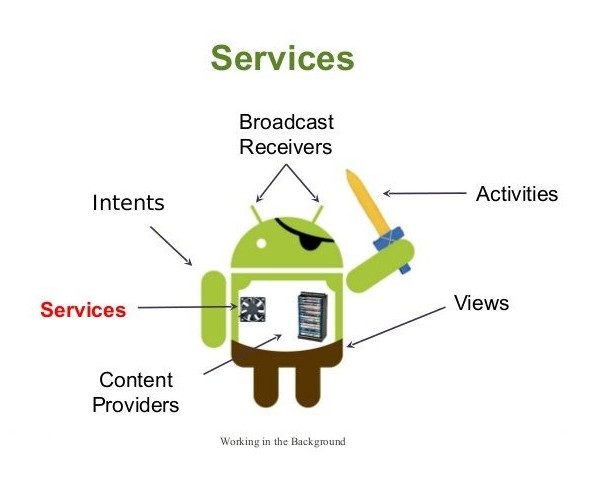 Services
Broadcast
Receivers
Intents
Activities
Services
Views
Content
Providers
Working in the Background